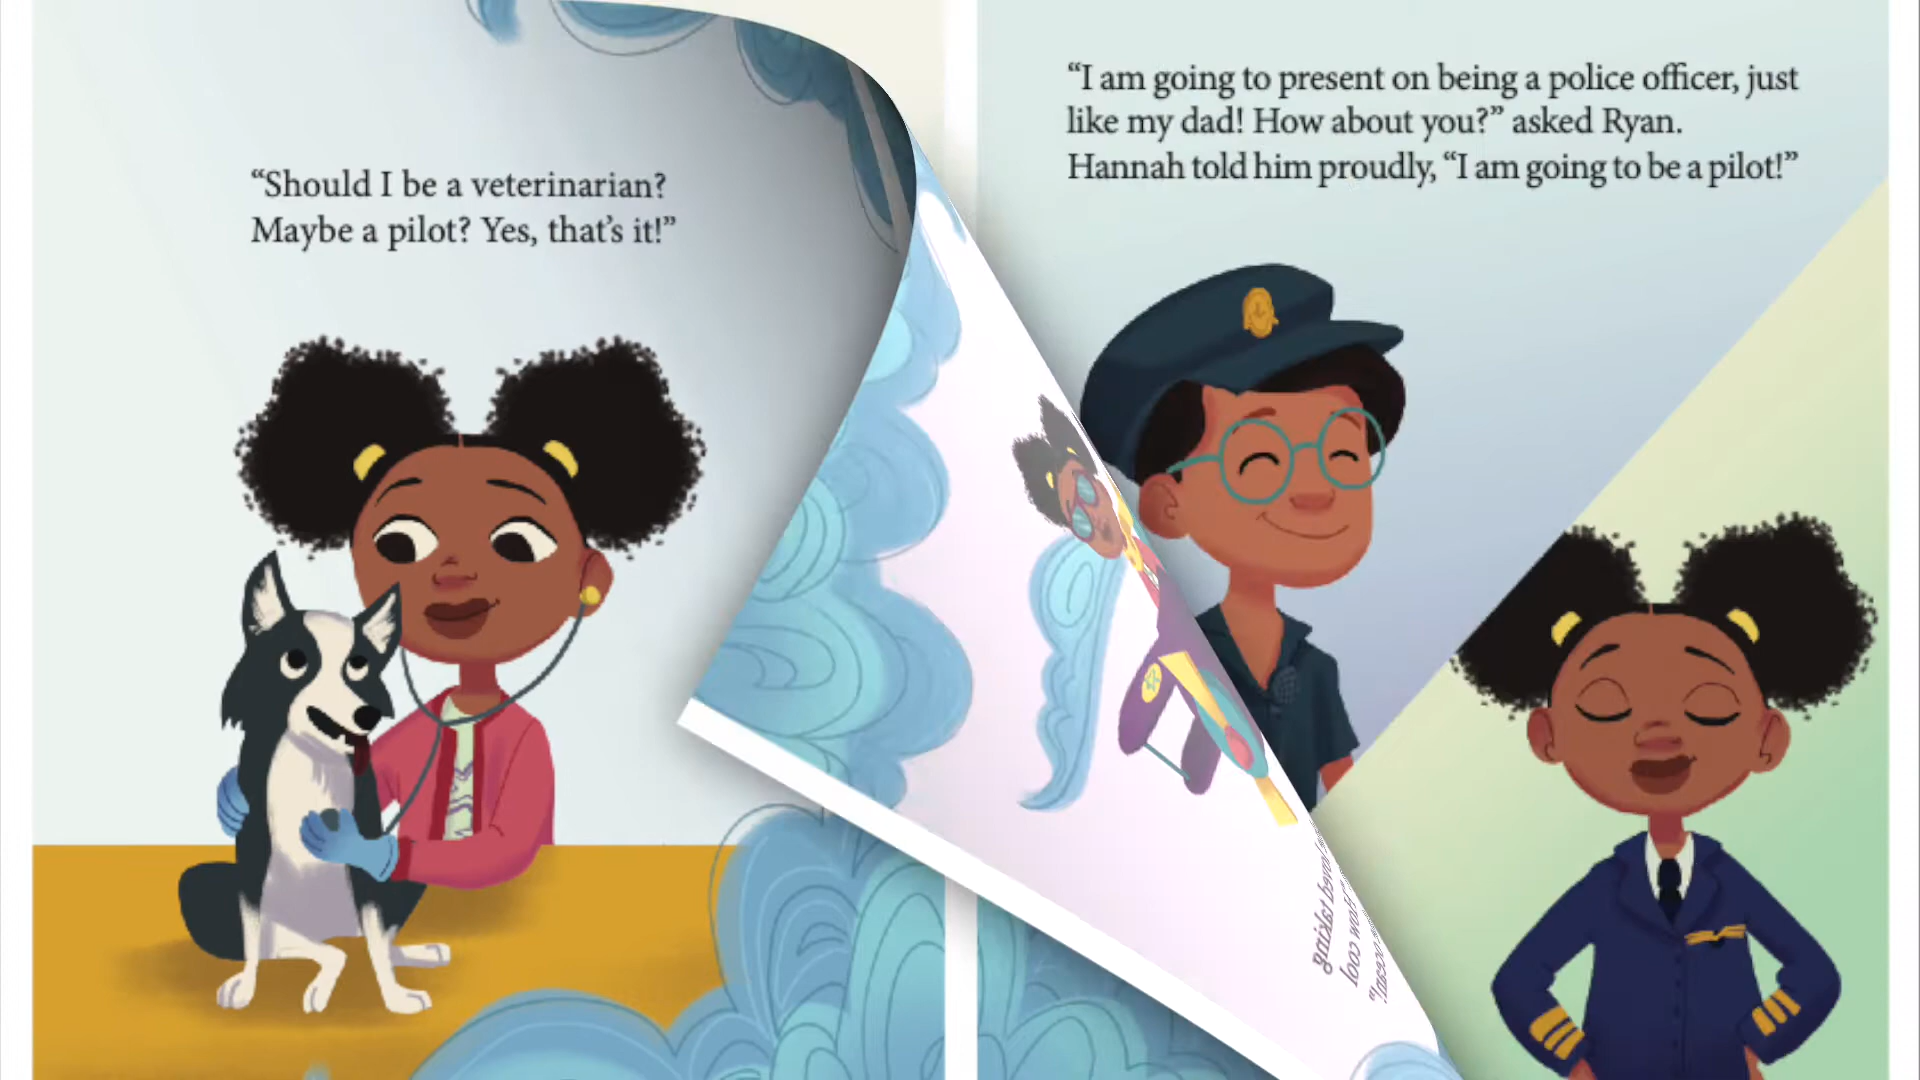 “Should I be a veterinarian?
Maybe a pilot? Yes, that’s it!”
“I am going to present on being a police officer, just
like my dad! How about you?” asked Ryan.
Hannah told him proudly, “I am going to be a pilot!”